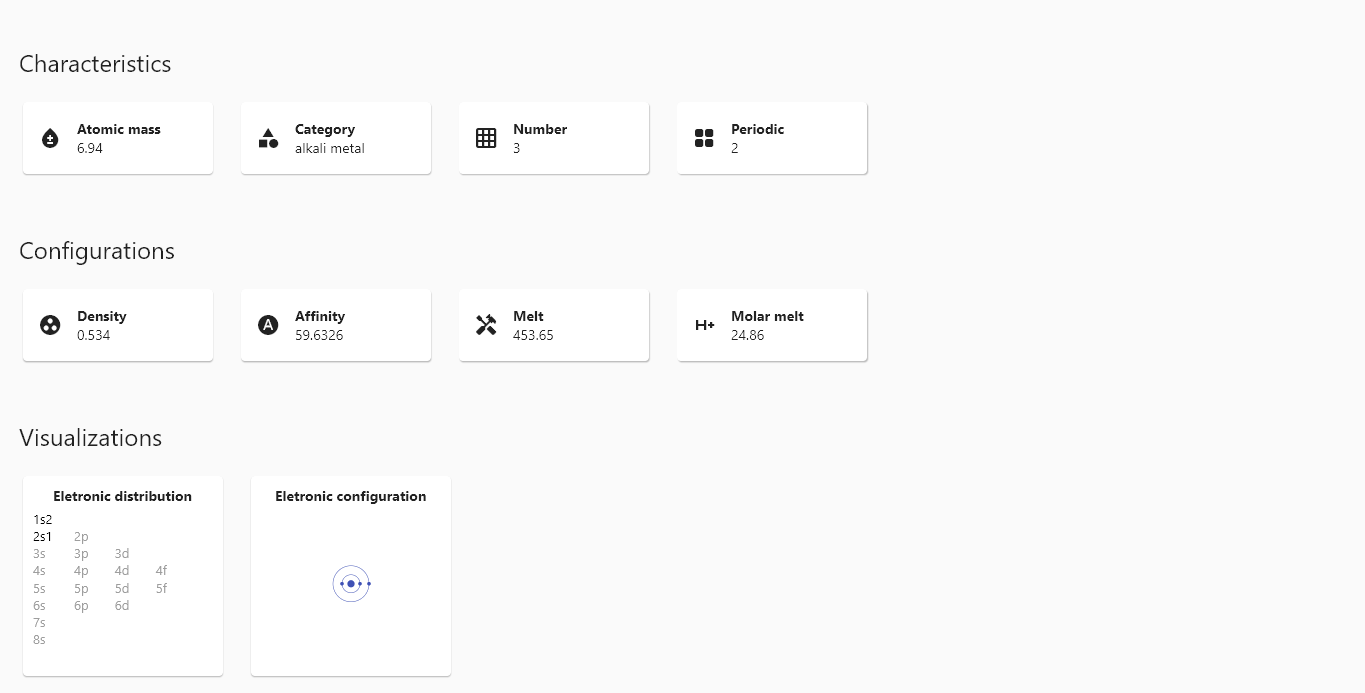 Characteristics
Atomic mass
6.94
Category
alkali metal
Number
3
Periodic
2
Configurations
Density
0.534
A
Affinity
59.6326
Melt
453.65
H+
Molar melt
24.86
Visualizations
Eletronic distribution
1s2
2s1 2p
3s 3p 3d
4s 4p 4d 4f
5s 5p 5d 5f
6s 6p 6d
7s
8s
Eletronic configuration